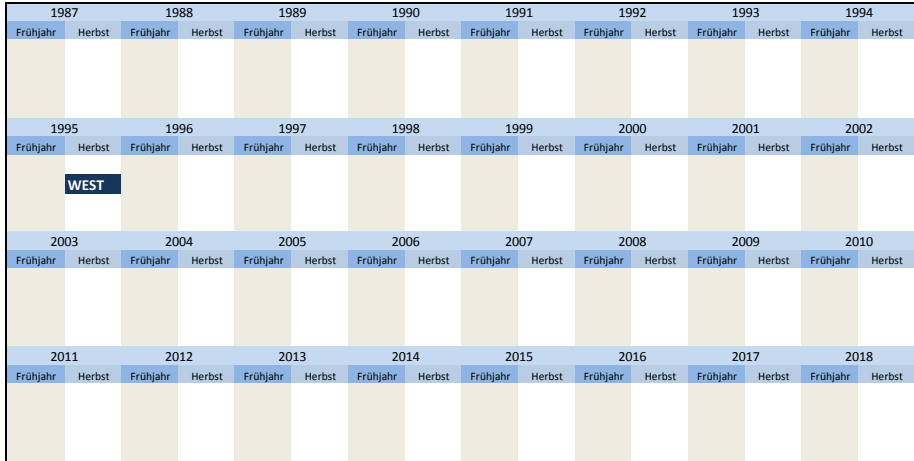 1987 1988 1989 1990 1991 1992 1993 1994
Frühjahr Herbst Frühjahr Herbst Frühjahr Herbst Frühjahr Herbst Frühjahr Herbst Frühjahr Herbst Frühjahr Herbst Frühjahr Herbst
1995 1996 1997 1998 1999 2000 2001 2002
Frühjahr Herbst Frühjahr Herbst Frühjahr Herbst Frühjahr Herbst Frühjahr Herbst Frühjahr Herbst Frühjahr Herbst Frühjahr Herbst
WEST
2003 2004 2005 2006 2007 2008 2009 2010
Frühjahr Herbst Frühjahr Herbst Frühjahr Herbst Frühjahr Herbst Frühjahr Herbst Frühjahr Herbst Frühjahr Herbst Frühjahr Herbst
2011 2012 2013 2014 2015 2016 2017 2018
Frühjahr Herbst Frühjahr Herbst Frühjahr Herbst Frühjahr Herbst Frühjahr Herbst Frühjahr Herbst Frühjahr Herbst Frühjahr Herbst